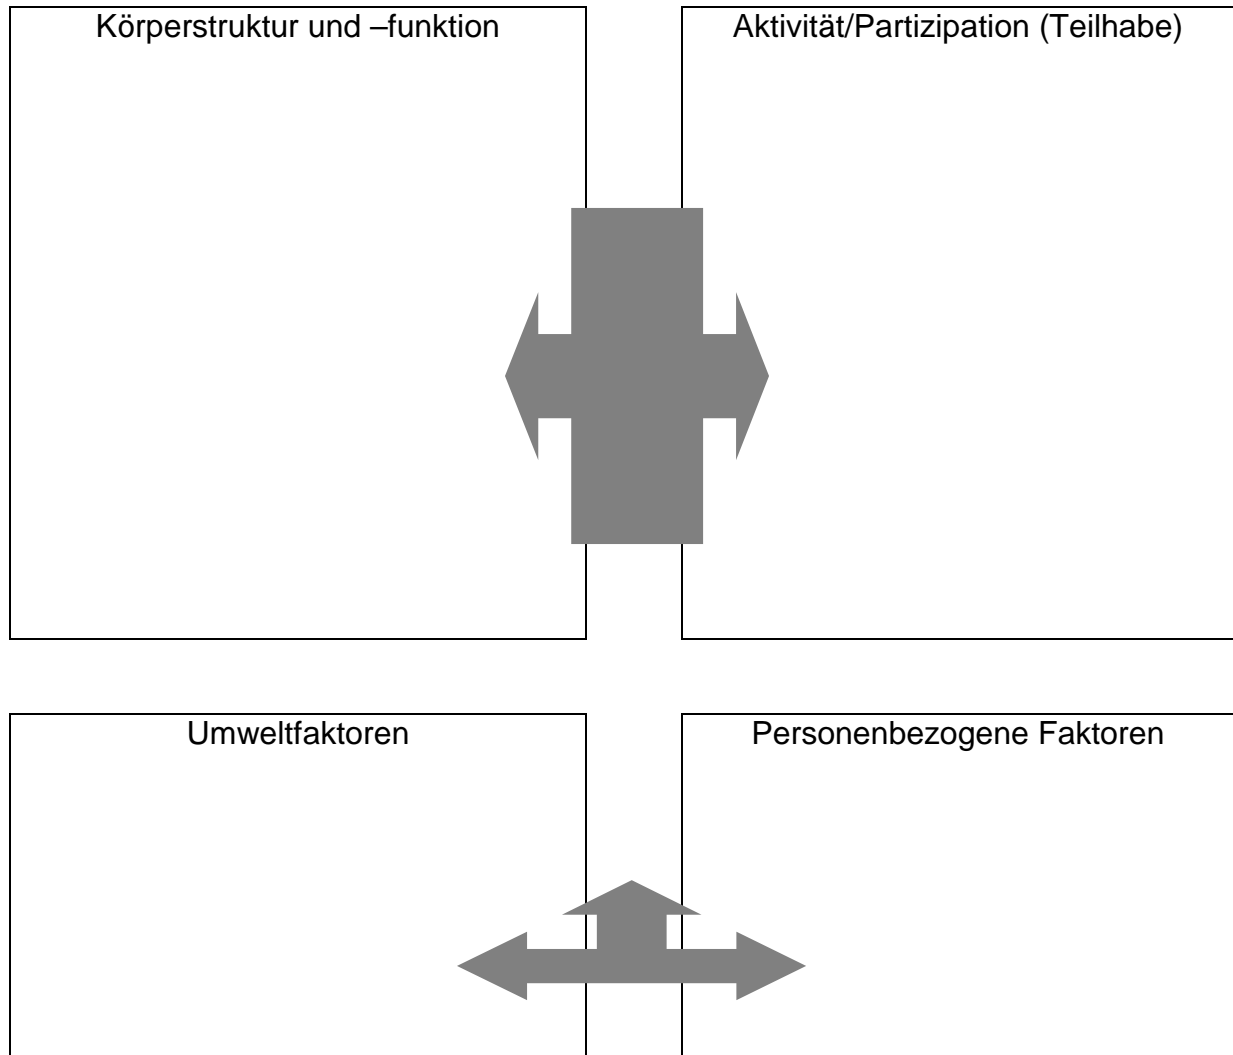 Körperstruktur und –funktion
Aktivität/Partizipation (Teilhabe)
Umweltfaktoren
Personenbezogene Faktoren